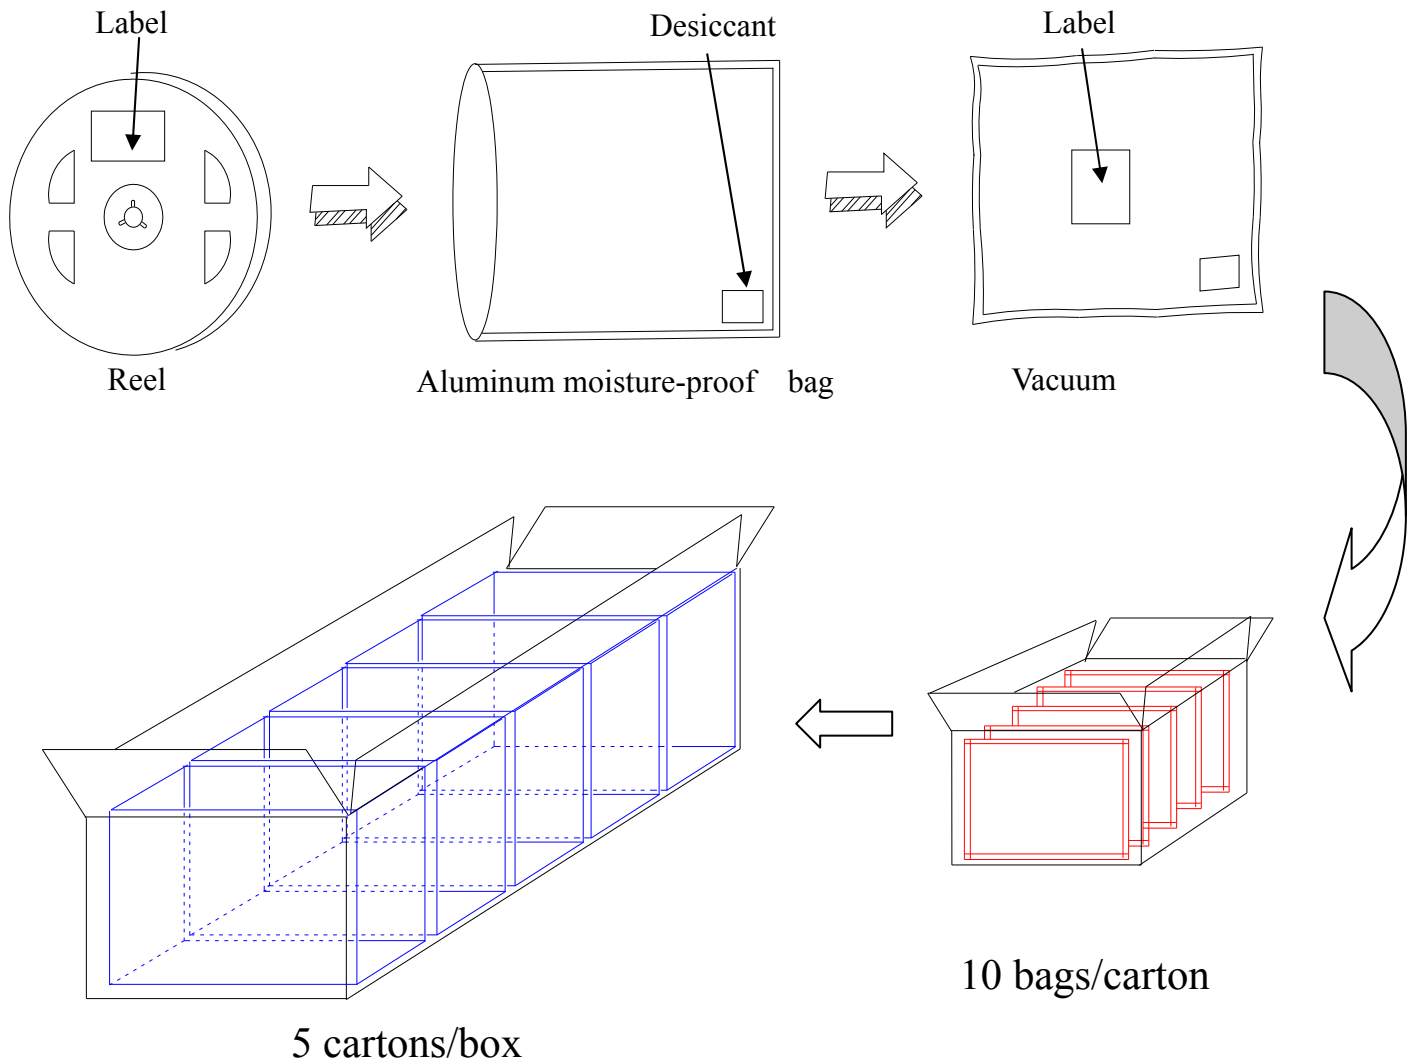 Label
Desiccant
Label
Reel
Aluminum moisture-proof bag
Vacuum
10 bags/carton
5 cartons/box